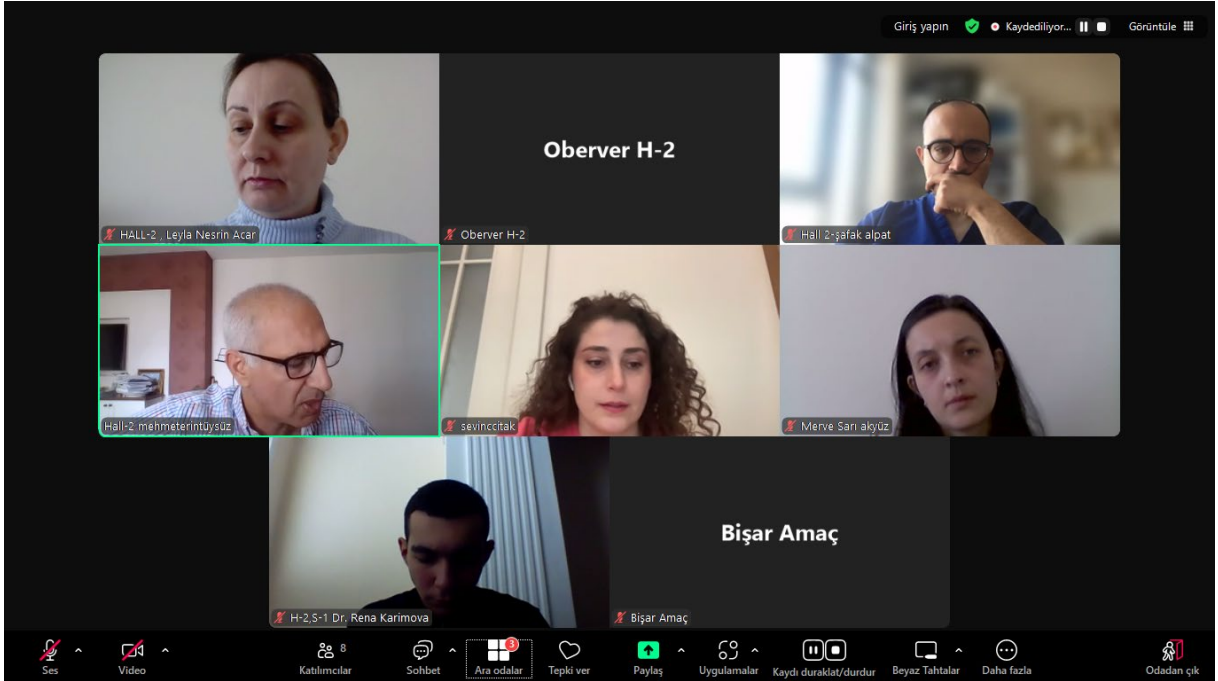 Giriş yapın
Kaydediliyor...
Görüntüle
HALL-2 , Leyla Nesrin Acar
Oberver H-2
Oberver H-2
Hall 2-şafak alpat
Hall-2 mehmeterintüysüz
sevinccitak
Merve Sarı akyüz
H-2,S-1 Dr. Rena Karimova
Bişar Amaç
Bişar Amaç
Ses
Video
Katılımcılar
8
Sohbet
Ara odalar
3
Tepki ver
Paylaş
Uygulamalar
Kaydı duraklat/durdur
Beyaz Tahtalar
Daha fazla
Odadan çık